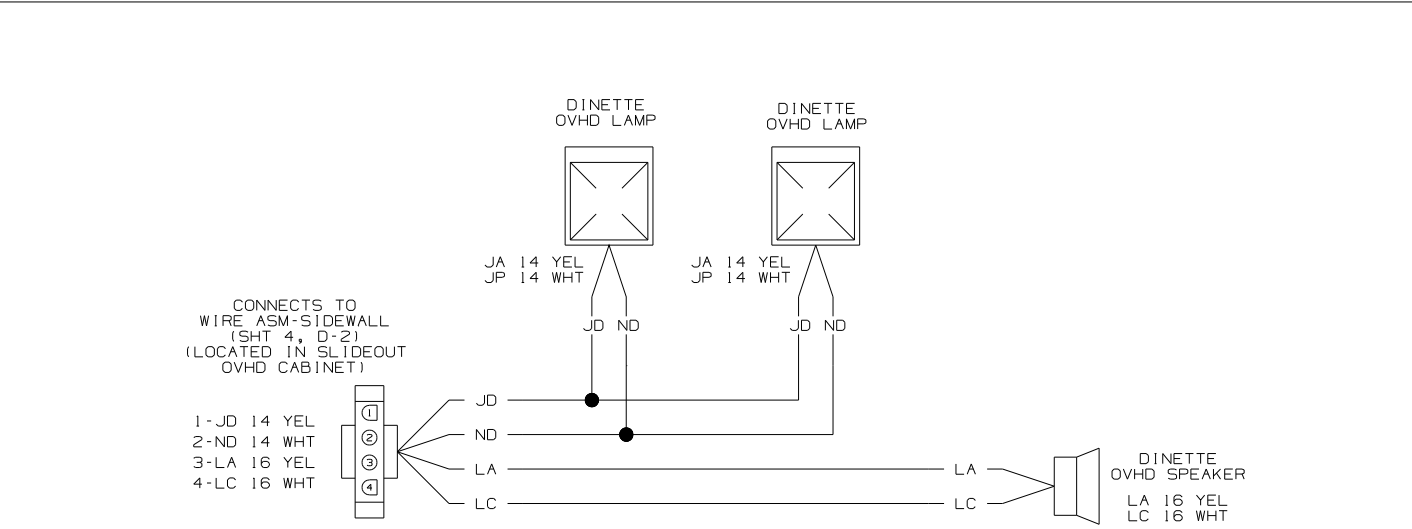 DINETTE
OVHD LAMP
DINETTE
OVHD LAMP
JA 14 YEL
JP 14 WHT
JA 14 YEL
JP 14 WHT
JD ND
JD ND
CONNECTS TO
WIRE ASM-SIDEWALL
(SHT 4, D-2)
(LOCATED IN SLIDEOUT
OVHD CABINET)
1-JD 14 YEL
2-ND 14 WHT
3-LA 16 YEL
4-LC 16 WHT
1
2
3
4
JD
ND
LA
LC
LA
LC
DINETTE
OVHD SPEAKER
LA 16 YEL
LC 16 WHT